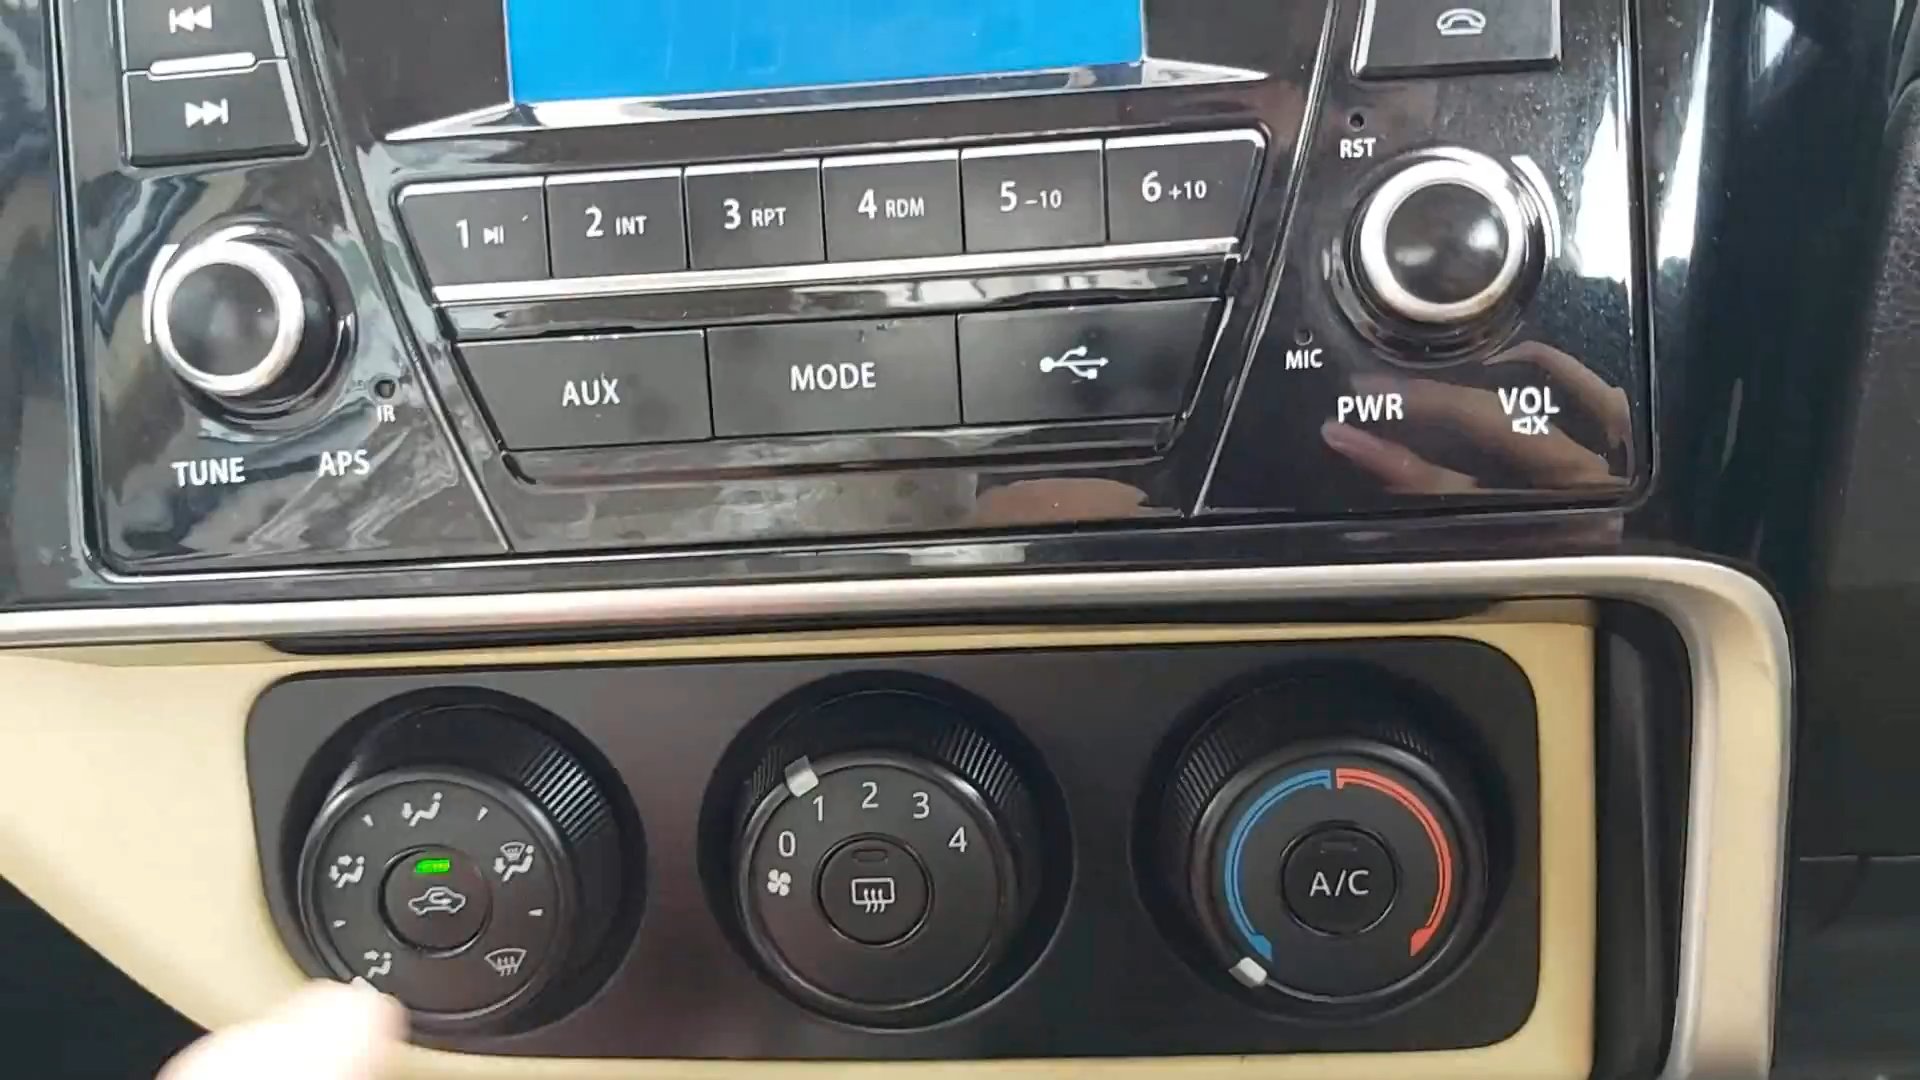 RST
1 2 INT 3 RPT 4 RDM 5 -10 6 +10
AUX MODE
MIC
IR
PWR VOL
TUNE APS
0 1 2 3 4
A/C